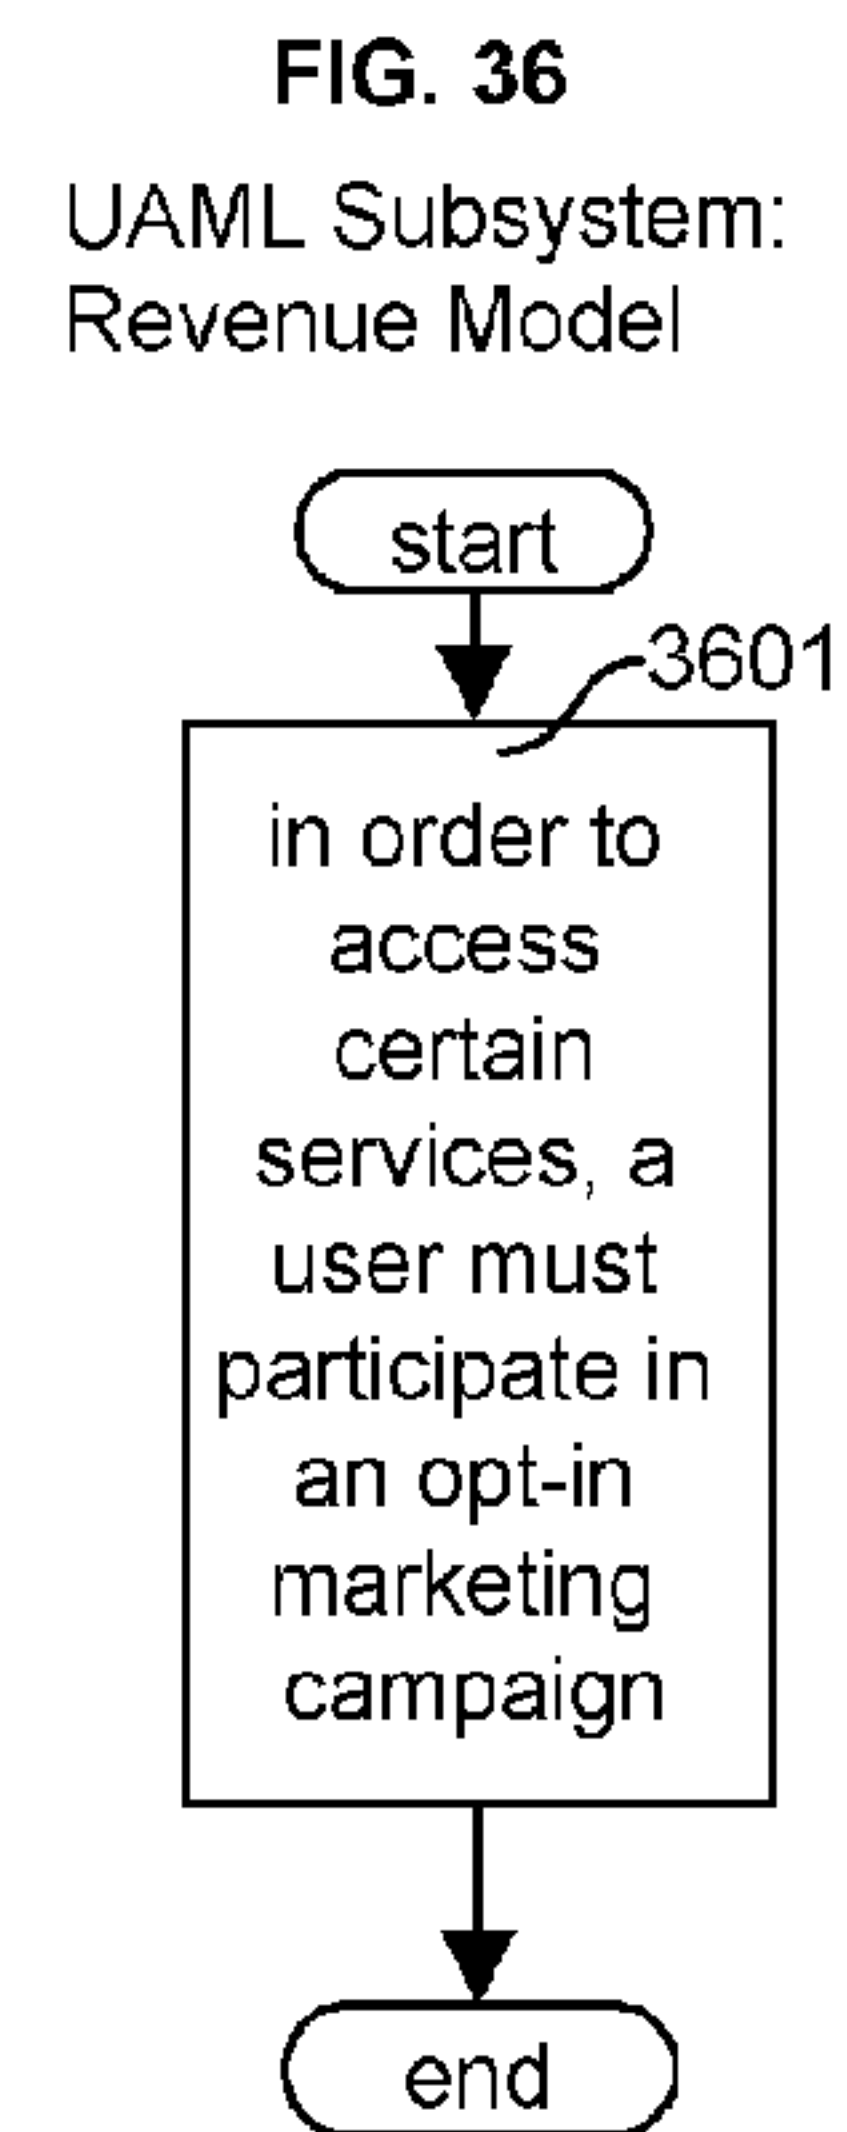 FIG. 36
UAML Subsystem:
Revenue Model
start
3601
in order to
access
certain
services, a
user must
participate in
an opt-in
marketing
campaign
end